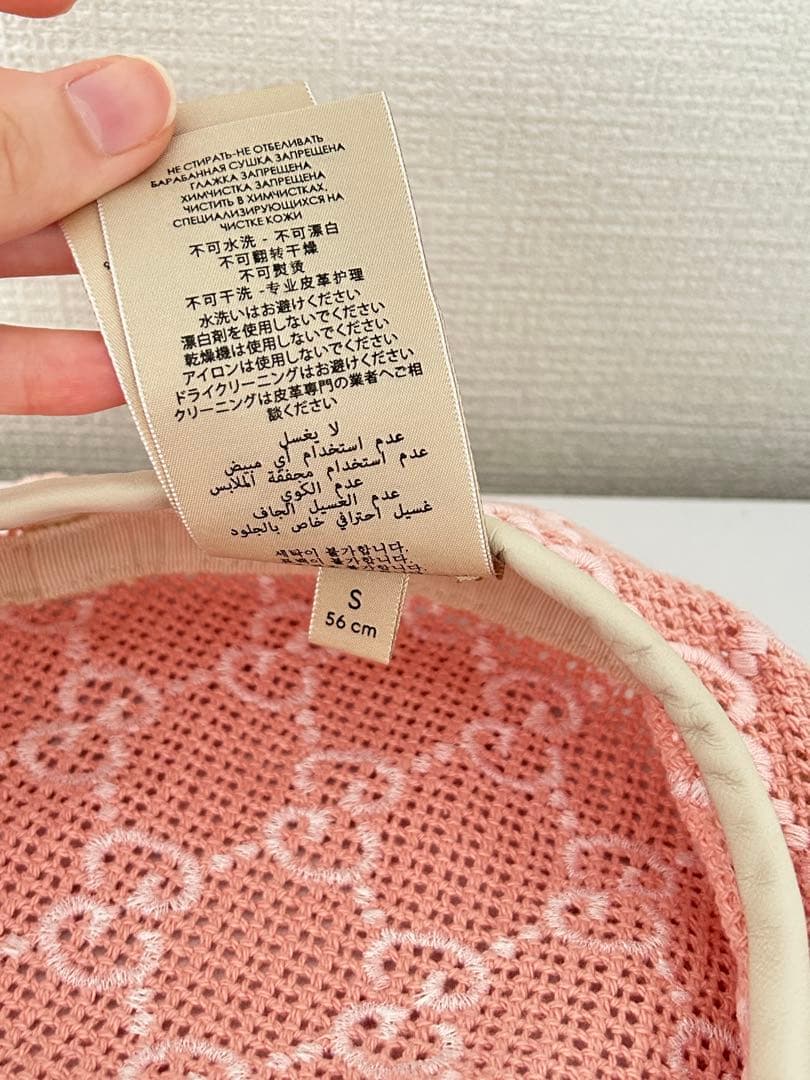 НЕ СТИРАТЬ-НЕ ОТБЕЛИВАТЬ
БАРАБАННАЯ СУШКА ЗАПРЕЩЕНА
ГЛАЖКА ЗАПРЕЩЕНА
ХИМЧИСТКА ЗАПРЕЩЕНА
ЧИСТИТЬ В ХИМЧИСТКАХ,
СПЕЦИАЛИЗИРУЮЩИХСЯ НА
ЧИСТКЕ КОЖИ
不可水洗 - 不可漂白
不可翻转干燥
不可熨烫
不可干洗 -专业皮革护理
水洗いはお避けください
漂白剤を使用しないでください
乾燥機は使用しないでください
アイロンは使用しないでください
ドライクリーニングはお避けください
クリーニングは皮革専門の業者へご相
談ください
لا يغسل
عدم استخدام أي مبيض
عدم استخدام مجففة الملابس
عدم الكوي
عدم الغسيل الجاف
غسيل احترافي خاص بالجلود
세탁이 불가합니다.
S
56 cm